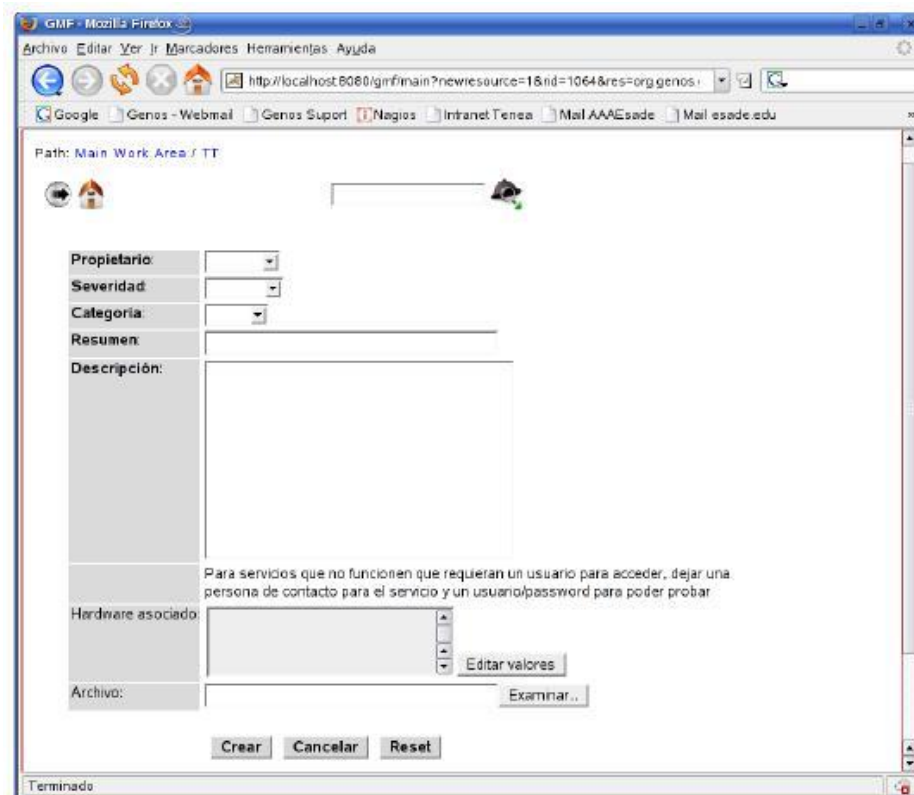 GMF - Mozilla Firefox
Archivo Editar Ver Ir Marcadores Herramientas Ayuda
http://localhost:8080/gmf/main?newresource=1&rid=1064&res=org.genos.
Google Genos - Webmail Genos Suport Nagios Intranet Tenea Mail AAAEsade Mail esade.edu »
Path: Main Work Area / TT
Propietario:
Severidad:
Categoría:
Resumen:
Descripción:
Para servicios que no funcionen que requieran un usuario para acceder, dejar una
persona de contacto para el servicio y un usuario/password para poder probar
Hardware asociado:
Editar valores
Archivo:
Examinar..
Crear Cancelar Reset
Terminado